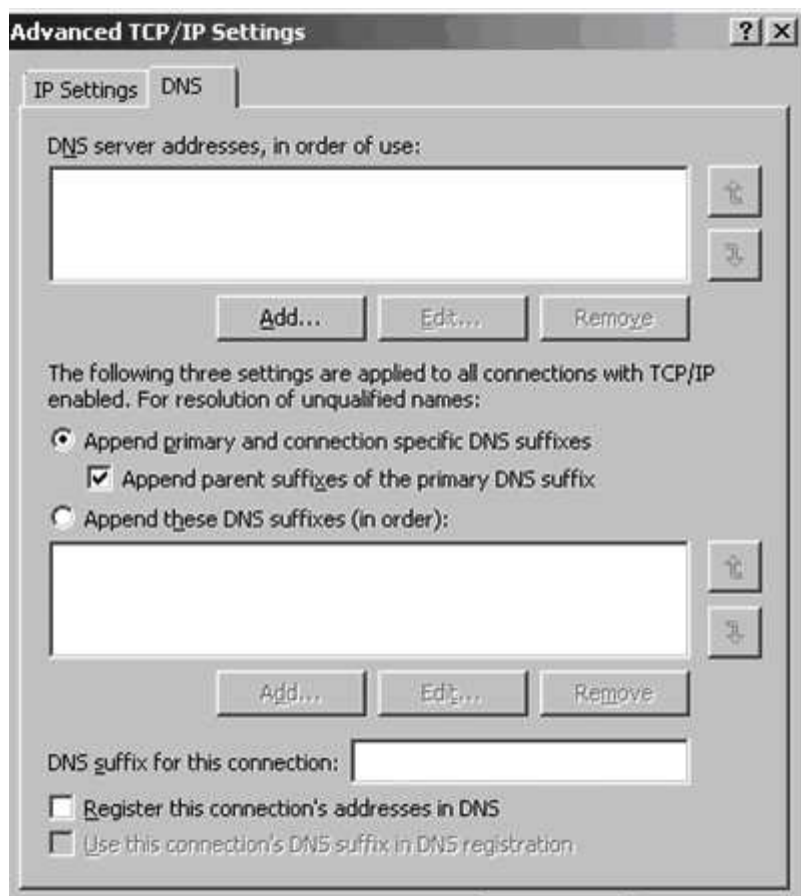 Advanced TCP/IP Settings
IP Settings
DNS
DNS server addresses, in order of use:
Add...
Edit...
Remove
The following three settings are applied to all connections with TCP/IP
enabled. For resolution of unqualified names:
Append primary and connection specific DNS suffixes
Append parent suffixes of the primary DNS suffix
Append these DNS suffixes (in order):
Add...
Edit...
Remove
DNS suffix for this connection:
Register this connection's addresses in DNS
Use this connection's DNS suffix in DNS registration